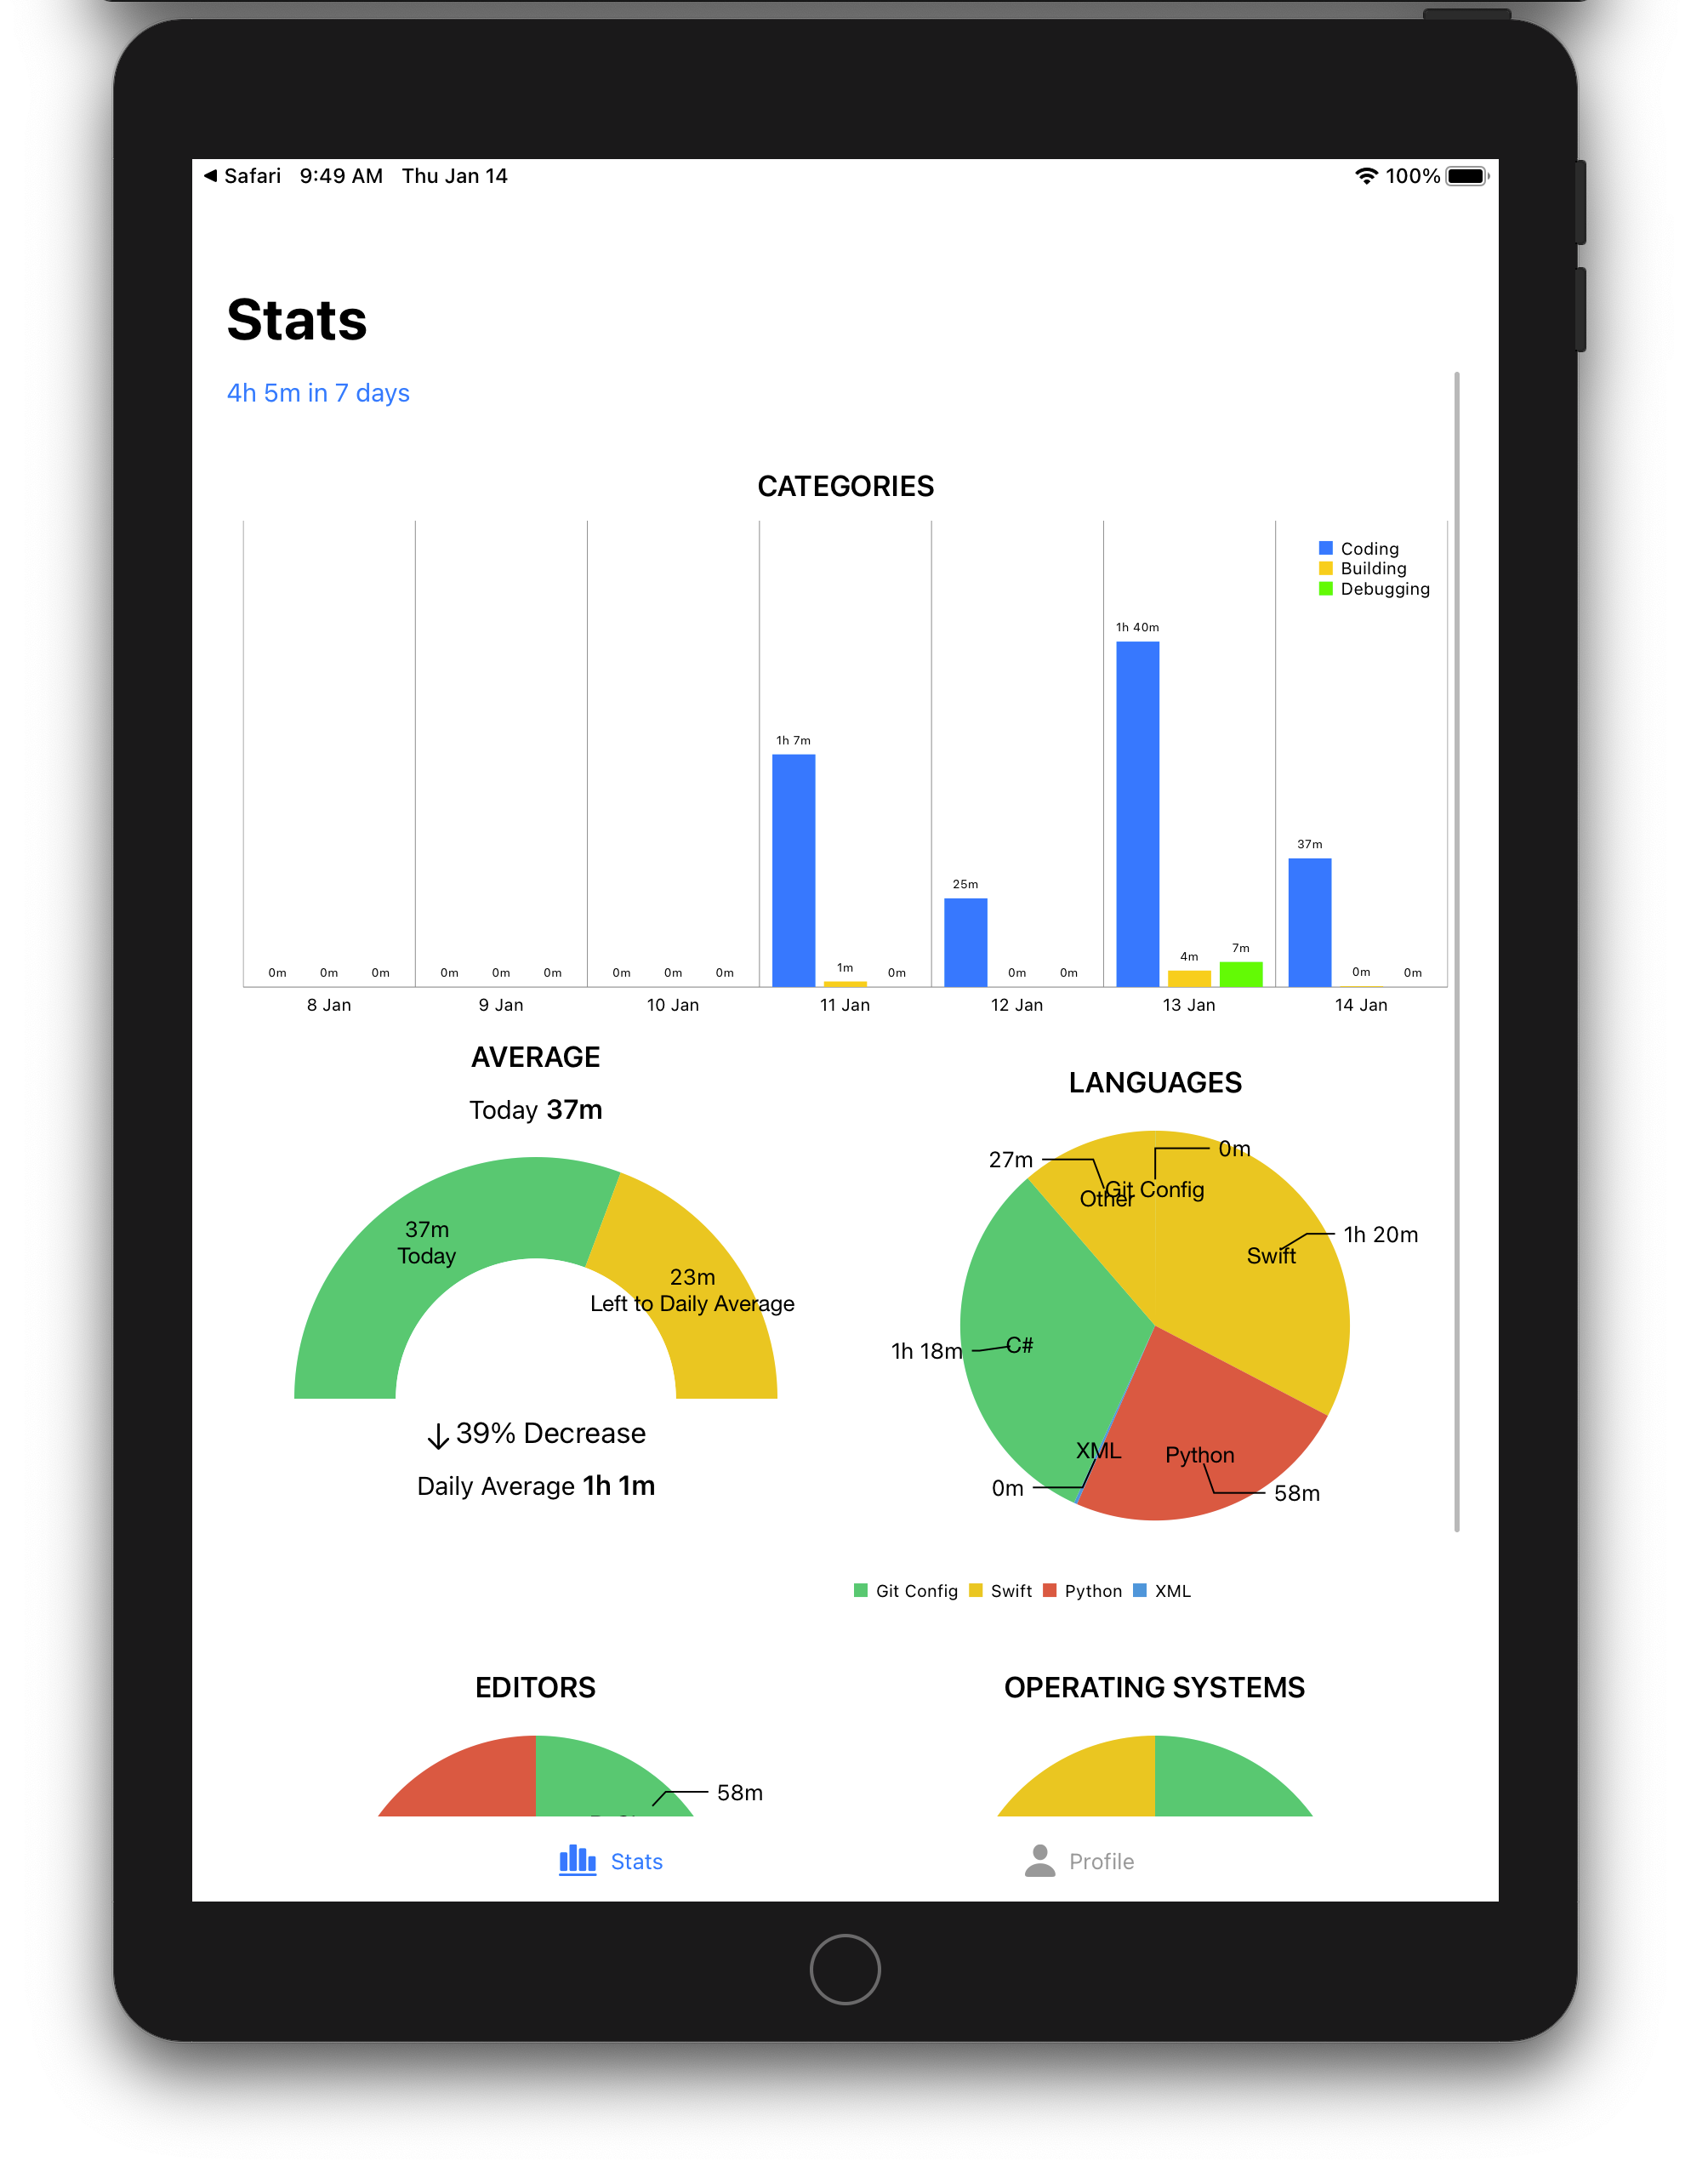 Safari 9:49 AM Thu Jan 14 100%
Stats
4h 5m in 7 days
CATEGORIES
Coding
Building
Debugging
1h 40m
1h 7m
37m
25m
7m
4m
1m
0m 0m 0m 0m 0m 0m 0m 0m 0m 0m 0m 0m 0m 0m
8 Jan 9 Jan 10 Jan 11 Jan 12 Jan 13 Jan 14 Jan
AVERAGE
Today 37m
37m
Today
23m
Left to Daily Average
39% Decrease
Daily Average 1h 1m
LANGUAGES
0m
27m
Git Config
Other
1h 20m
Swift
C#
1h 18m
XML
Python
0m
58m
Git Config Swift Python XML
EDITORS
58m
OPERATING SYSTEMS
Stats
Profile